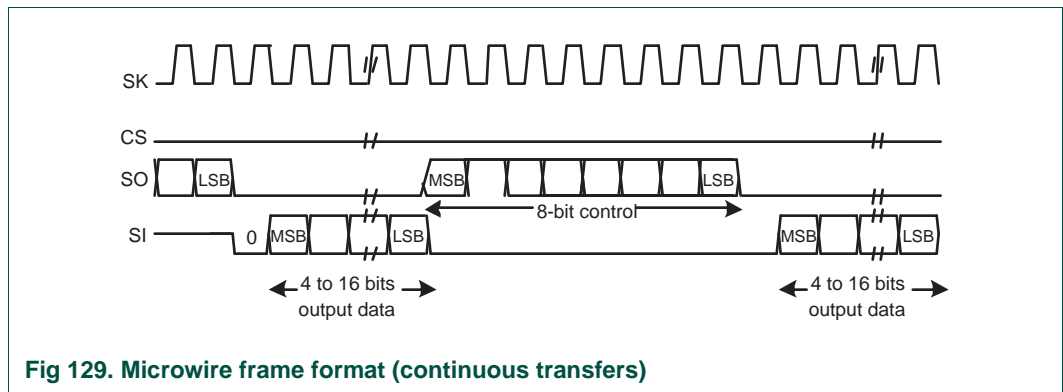 SK
CS
SO LSB MSB LSB
8-bit control
SI 0 MSB LSB MSB LSB
4 to 16 bits 4 to 16 bits
output data output data
Fig 129. Microwire frame format (continuous transfers)